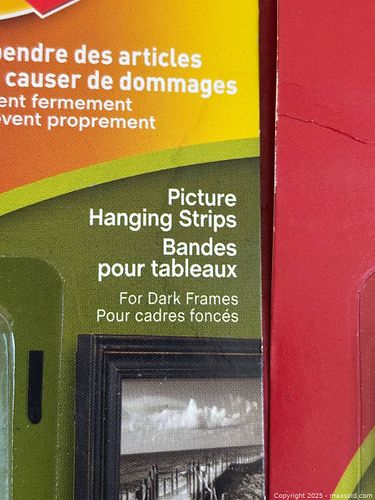 pendre des articles
causer de dommages
ent fermement
èvent proprement
Picture
Hanging Strips
Bandes
pour tableaux
For Dark Frames
Pour cadres foncés
Copyright 2025 - maxsold.com